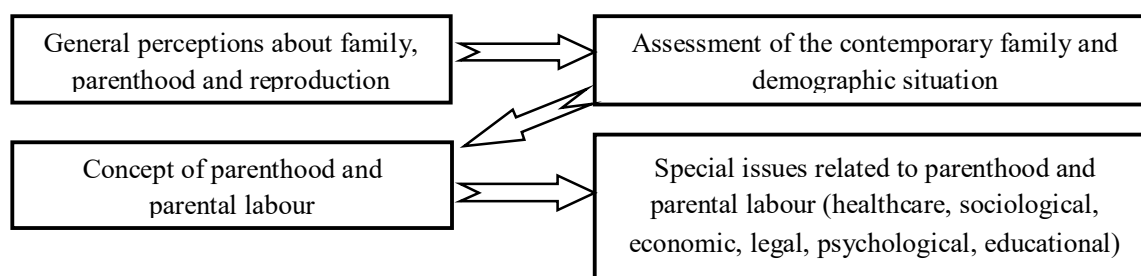 General perceptions about family,
parenthood and reproduction
Assessment of the contemporary family and
demographic situation
Concept of parenthood and
parental labour
Special issues related to parenthood and
parental labour (healthcare, sociological,
economic, legal, psychological, educational)